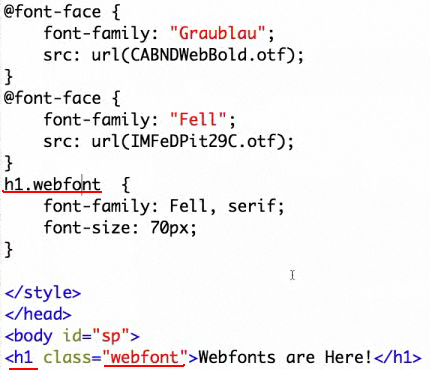 @font-face {
    font-family: "Graublau";
    src: url(CABNDWebBold.otf);
}
@font-face {
    font-family: "Fell";
    src: url(IMFeDPit29C.otf);
}
h1.webfont  {
    font-family: Fell, serif;
    font-size: 70px;
}

</style>
</head>
<body id="sp">
<h1 class="webfont">Webfonts are Here!</h1>